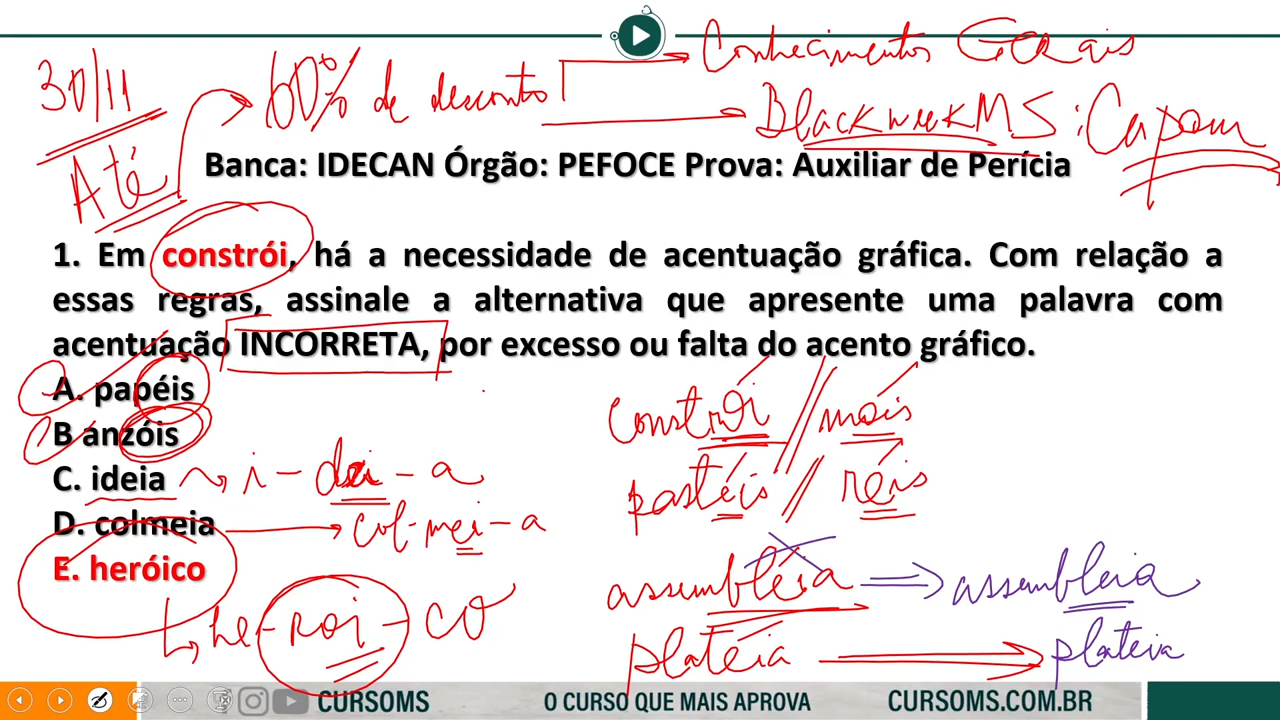 30/11
60% de desconto
Conhecimentos Gerais
BlackweekMS : Cupom
Até
Banca: IDECAN Órgão: PEFOCE Prova: Auxiliar de Perícia
1. Em constrói, há a necessidade de acentuação gráfica. Com relação a
essas regras, assinale a alternativa que apresente uma palavra com
acentuação INCORRETA, por excesso ou falta do acento gráfico.
A. papéis
B anzóis
C. ideia
i - dei - a
D. colmeia
col-mei-a
E. heróico
he-roi-co
constrói // mois
pastéis // réis
assembléia
assembleia
platéia
plateia
CURSOMS
O CURSO QUE MAIS APROVA
CURSOMS.COM.BR